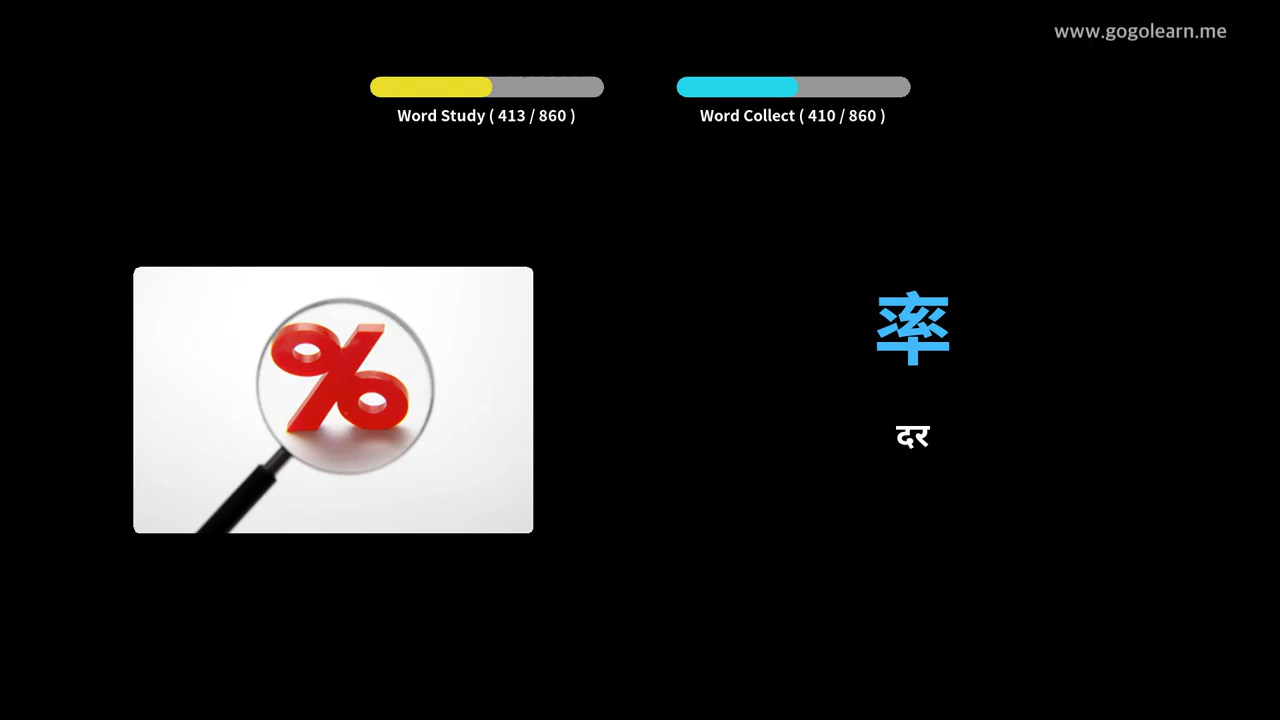 www.gogolearn.me
Word Study ( 413 / 860 )
Word Collect ( 410 / 860 )
%
率
दर